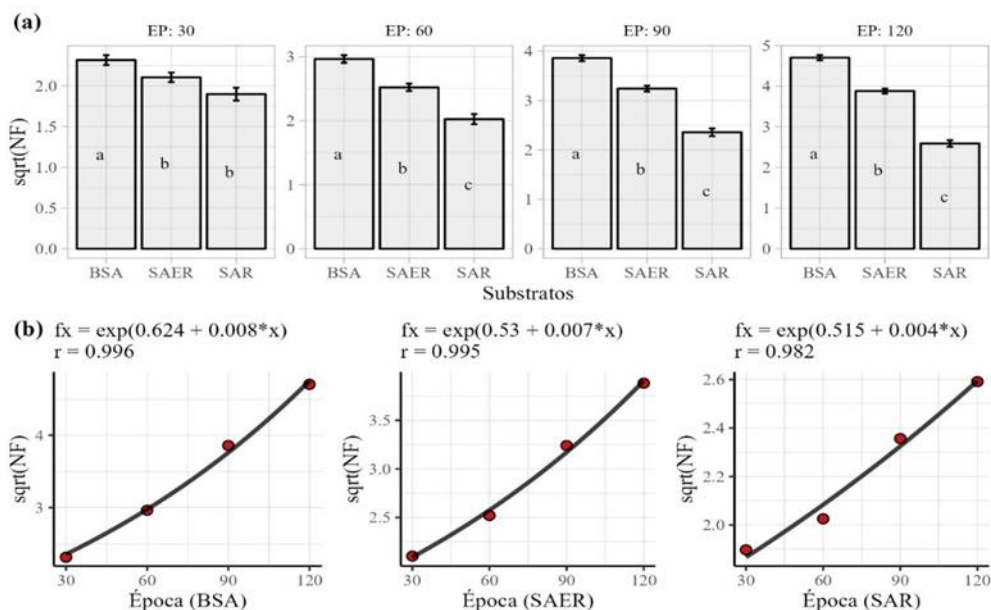 (a)
EP: 30
EP: 60
EP: 90
EP: 120
sqrt(NF)
2.0
1.5
1.0
0.5
0.0
a
b
b
BSA
SAER
SAR
3
2
1
0
a
b
c
BSA
SAER
SAR
4
3
2
1
0
a
b
c
BSA
SAER
SAR
5
4
3
2
1
0
a
b
c
BSA
SAER
SAR
Substratos
(b)
fx = exp(0.624 + 0.008*x)
r = 0.996
sqrt(NF)
4
3
30
60
90
120
Época (BSA)
fx = exp(0.53 + 0.007*x)
r = 0.995
sqrt(NF)
3.5
3.0
2.5
30
60
90
120
Época (SAER)
fx = exp(0.515 + 0.004*x)
r = 0.982
sqrt(NF)
2.6
2.4
2.2
2.0
30
60
90
120
Época (SAR)